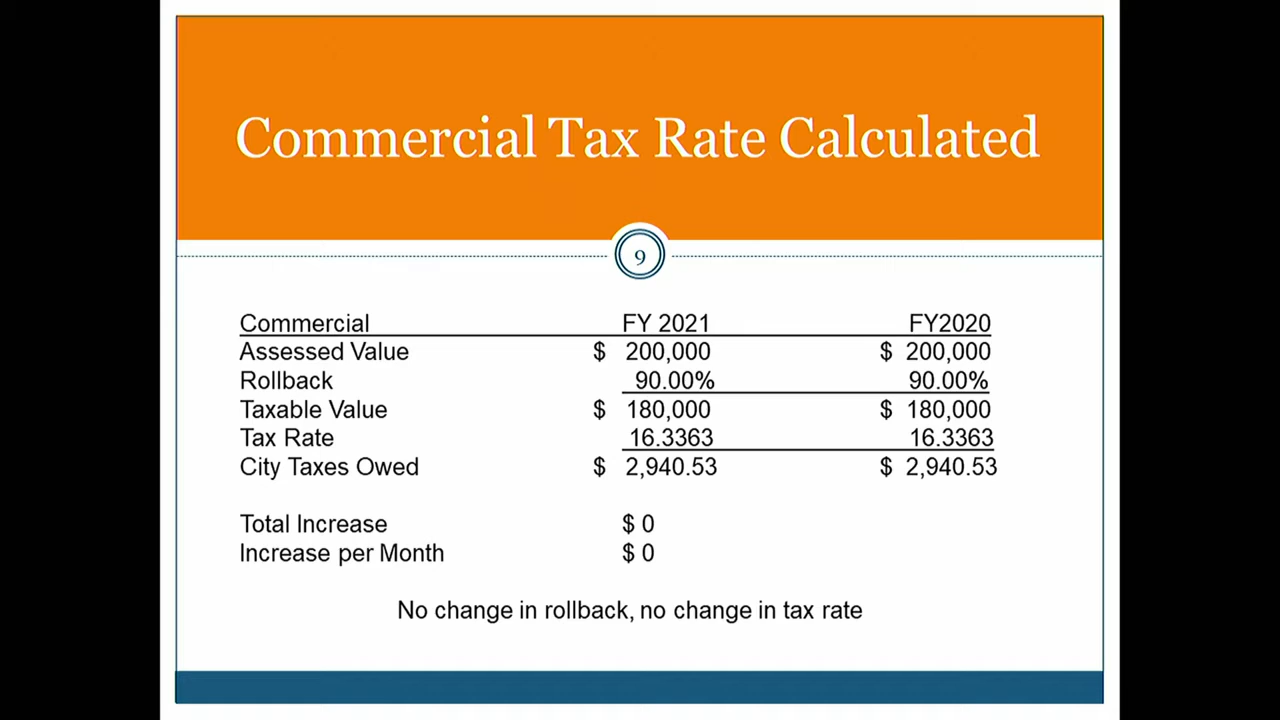 Commercial Tax Rate Calculated
9
Commercial FY 2021 FY2020
Assessed Value $ 200,000 $ 200,000
Rollback 90.00% 90.00%
Taxable Value $ 180,000 $ 180,000
Tax Rate 16.3363 16.3363
City Taxes Owed $ 2,940.53 $ 2,940.53
Total Increase $ 0
Increase per Month $ 0
No change in rollback, no change in tax rate